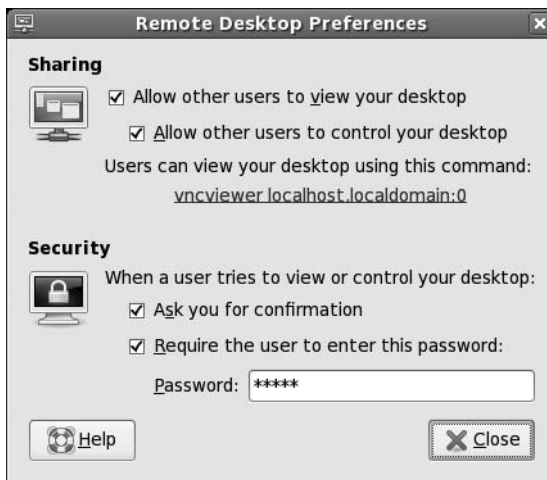 Remote Desktop Preferences
Sharing
Allow other users to view your desktop
Allow other users to control your desktop
Users can view your desktop using this command:
vncviewer localhost.localdomain:0
Security
When a user tries to view or control your desktop:
Ask you for confirmation
Require the user to enter this password:
Password: *****
Help
Close